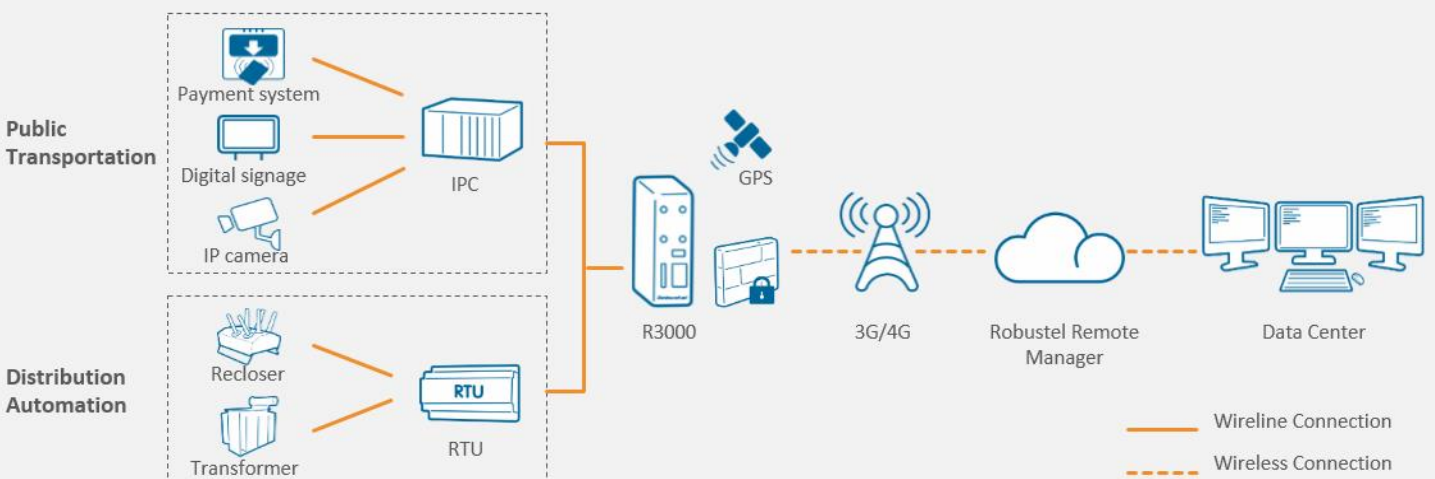 Public
Transportation
Payment system
Digital signage
IP camera
IPC
Distribution
Automation
Recloser
Transformer
RTU
RTU
R3000
GPS
3G/4G
Robustel Remote
Manager
Data Center
Wireline Connection
Wireless Connection